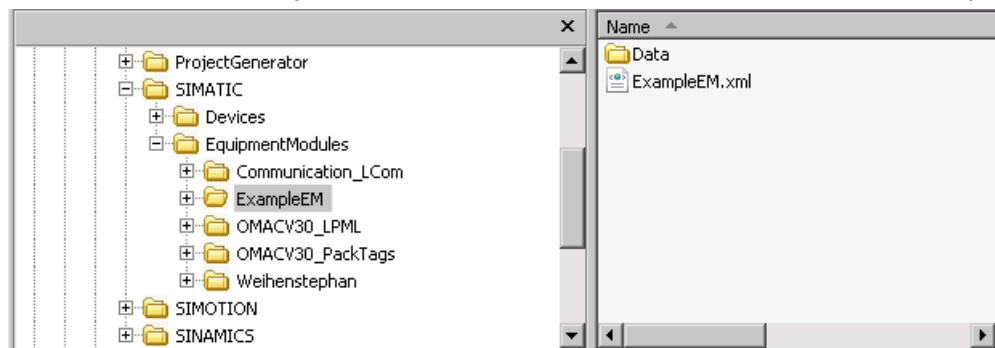 ProjectGenerator
SIMATIC
Devices
EquipmentModules
Communication_LCom
ExampleEM
OMACV30_LPML
OMACV30_PackTags
Weihenstephan
SIMOTION
SINAMICS
Name
Data
ExampleEM.xml